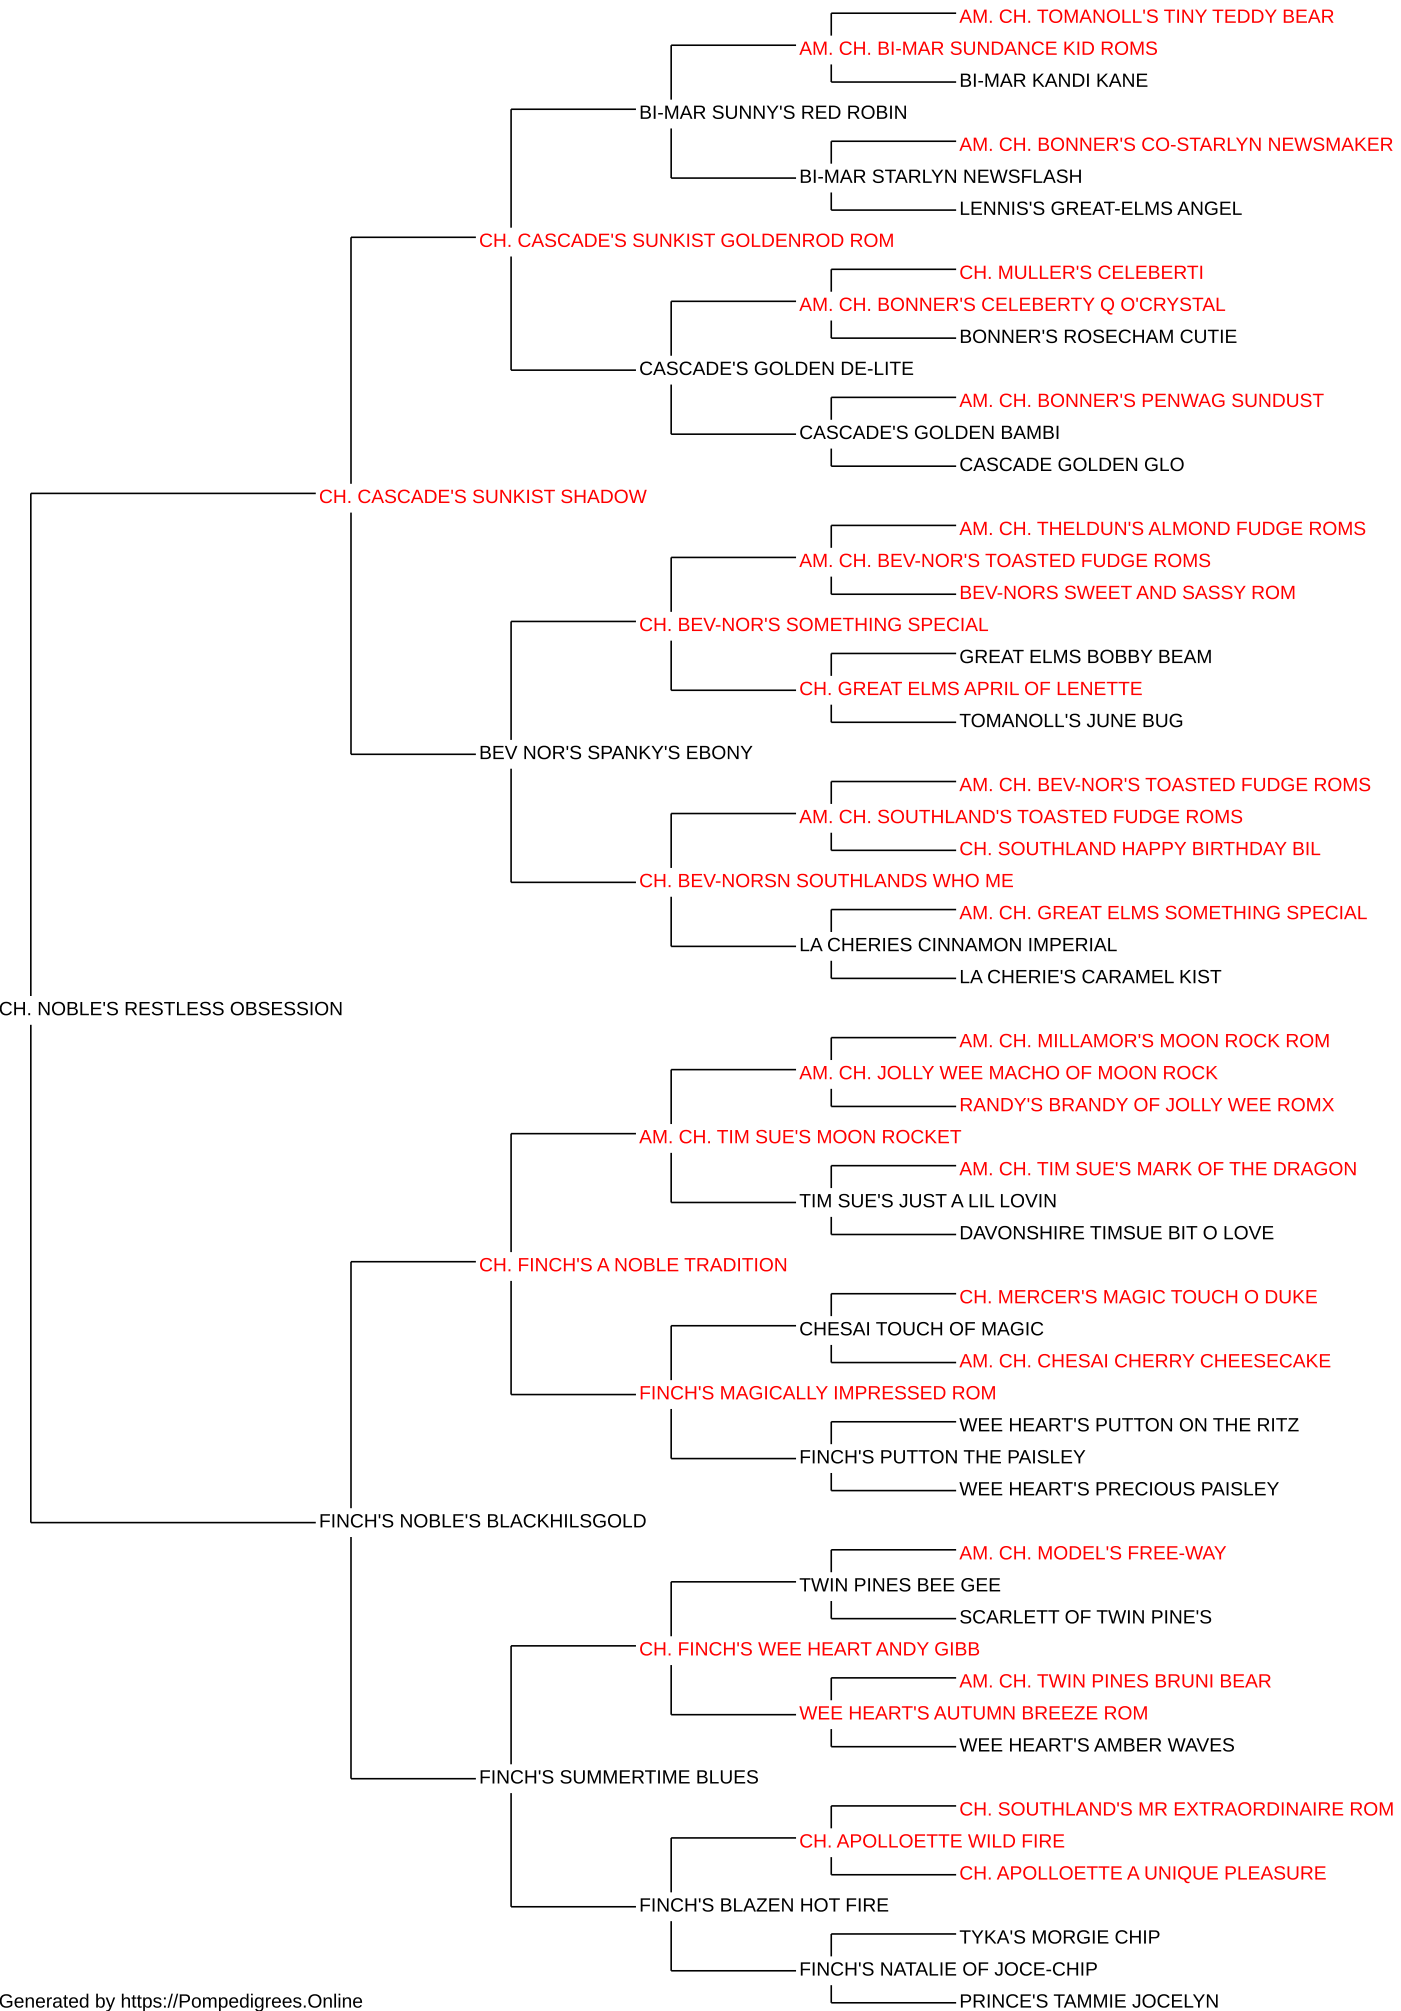 AM. CH. TOMANOLL'S TINY TEDDY BEAR
AM. CH. BI-MAR SUNDANCE KID ROMS
BI-MAR KANDI KANE
BI-MAR SUNNY'S RED ROBIN
AM. CH. BONNER'S CO-STARLYN NEWSMAKER
BI-MAR STARLYN NEWSFLASH
LENNIS'S GREAT-ELMS ANGEL
CH. CASCADE'S SUNKIST GOLDENROD ROM
CH. MULLER'S CELEBERTI
AM. CH. BONNER'S CELEBERTY Q O'CRYSTAL
BONNER'S ROSECHAM CUTIE
CASCADE'S GOLDEN DE-LITE
AM. CH. BONNER'S PENWAG SUNDUST
CASCADE'S GOLDEN BAMBI
CASCADE GOLDEN GLO
CH. CASCADE'S SUNKIST SHADOW
AM. CH. THELDUN'S ALMOND FUDGE ROMS
AM. CH. BEV-NOR'S TOASTED FUDGE ROMS
BEV-NORS SWEET AND SASSY ROM
CH. BEV-NOR'S SOMETHING SPECIAL
GREAT ELMS BOBBY BEAM
CH. GREAT ELMS APRIL OF LENETTE
TOMANOLL'S JUNE BUG
BEV NOR'S SPANKY'S EBONY
AM. CH. BEV-NOR'S TOASTED FUDGE ROMS
AM. CH. SOUTHLAND'S TOASTED FUDGE ROMS
CH. SOUTHLAND HAPPY BIRTHDAY BIL
CH. BEV-NORSN SOUTHLANDS WHO ME
AM. CH. GREAT ELMS SOMETHING SPECIAL
LA CHERIES CINNAMON IMPERIAL
LA CHERIE'S CARAMEL KIST
CH. NOBLE'S RESTLESS OBSESSION
AM. CH. MILLAMOR'S MOON ROCK ROM
AM. CH. JOLLY WEE MACHO OF MOON ROCK
RANDY'S BRANDY OF JOLLY WEE ROMX
AM. CH. TIM SUE'S MOON ROCKET
AM. CH. TIM SUE'S MARK OF THE DRAGON
TIM SUE'S JUST A LIL LOVIN
DAVONSHIRE TIMSUE BIT O LOVE
CH. FINCH'S A NOBLE TRADITION
CH. MERCER'S MAGIC TOUCH O DUKE
CHESAI TOUCH OF MAGIC
AM. CH. CHESAI CHERRY CHEESECAKE
FINCH'S MAGICALLY IMPRESSED ROM
WEE HEART'S PUTTON ON THE RITZ
FINCH'S PUTTON THE PAISLEY
WEE HEART'S PRECIOUS PAISLEY
FINCH'S NOBLE'S BLACKHILSGOLD
AM. CH. MODEL'S FREE-WAY
TWIN PINES BEE GEE
SCARLETT OF TWIN PINE'S
CH. FINCH'S WEE HEART ANDY GIBB
AM. CH. TWIN PINES BRUNI BEAR
WEE HEART'S AUTUMN BREEZE ROM
WEE HEART'S AMBER WAVES
FINCH'S SUMMERTIME BLUES
CH. SOUTHLAND'S MR EXTRAORDINAIRE ROM
CH. APOLLOETTE WILD FIRE
CH. APOLLOETTE A UNIQUE PLEASURE
FINCH'S BLAZEN HOT FIRE
TYKA'S MORGIE CHIP
FINCH'S NATALIE OF JOCE-CHIP
PRINCE'S TAMMIE JOCELYN
Generated by https://Pompedigrees.Online